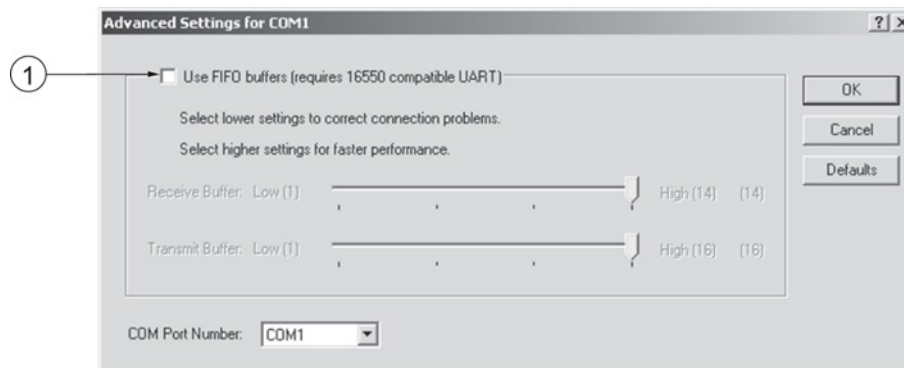 Advanced Settings for COM1
1
Use FIFO buffers (requires 16550 compatible UART)
OK
Select lower settings to correct connection problems.
Cancel
Select higher settings for faster performance.
Defaults
Receive Buffer: Low (1) High (14) (14)
Transmit Buffer: Low (1) High (16) (16)
COM Port Number: COM1